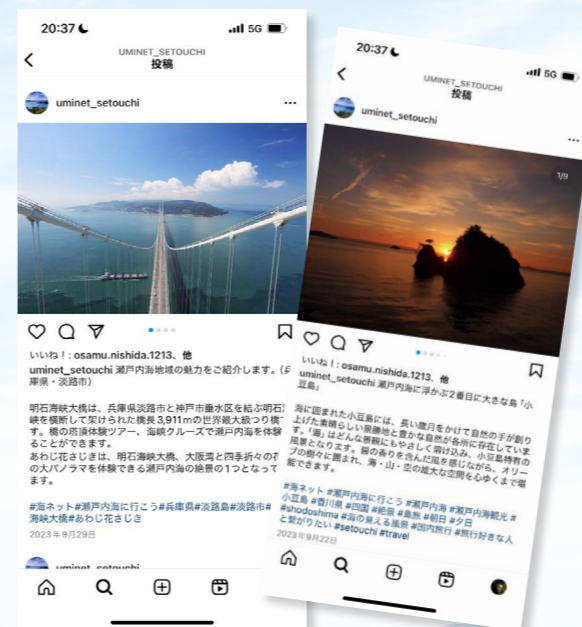 20:37
5G
UMINET_SETOUCHI
投稿
uminet_setouchi
いいね！: osamu.nishida.1213、他
uminet_setouchi 瀬戸内海地域の魅力をご紹介します。（兵
庫県・淡路市）
明石海峡大橋は、兵庫県淡路市と神戸市垂水区を結ぶ明石
峡を横断して架けられた橋長3,911mの世界最大級つり橋
す。橋の塔頂体験ツアー、海峡クルーズで瀬戸内海を体験
ることができます。
あわじ花さじきは、明石海峡大橋、大阪湾と四季折々の花
の大パノラマを体験できる瀬戸内海の絶景の1つとなって
ます。
#海ネット#瀬戸内海に行こう#兵庫県#淡路島#淡路市#
海峡大橋#あわじ花さじき
2023年9月29日
uminet_setouchi
20:37
5G
UMINET_SETOUCHI
投稿
uminet_setouchi
1/9
いいね！: osamu.nishida.1213、他
uminet_setouchi 瀬戸内海に浮かぶ2番目に大きな島「小
豆島」
海に囲まれた小豆島には、長い歳月をかけて自然の手が創り
上げた素晴らしい景勝地と豊かな自然が各所に存在していま
す。「海」はどんな景観にもやさしく溶け込み、小豆島特有の
風景となります。個の香りを含んだ風を感じながら、オリー
ブの樹々に囲まれ、海・山・空の雄大な空間を心ゆくまで堪
能できます。
#海ネット #瀬戸内海に行こう #瀬戸内海 #瀬戸内海観光 #
小豆島 #香川県 #四国 #絶景 #島旅 #朝日 #夕日
#shodoshima #海の見える風景 #国内旅行 #旅行好きな人
と繋がりたい #setouchi #travel
2023年9月22日